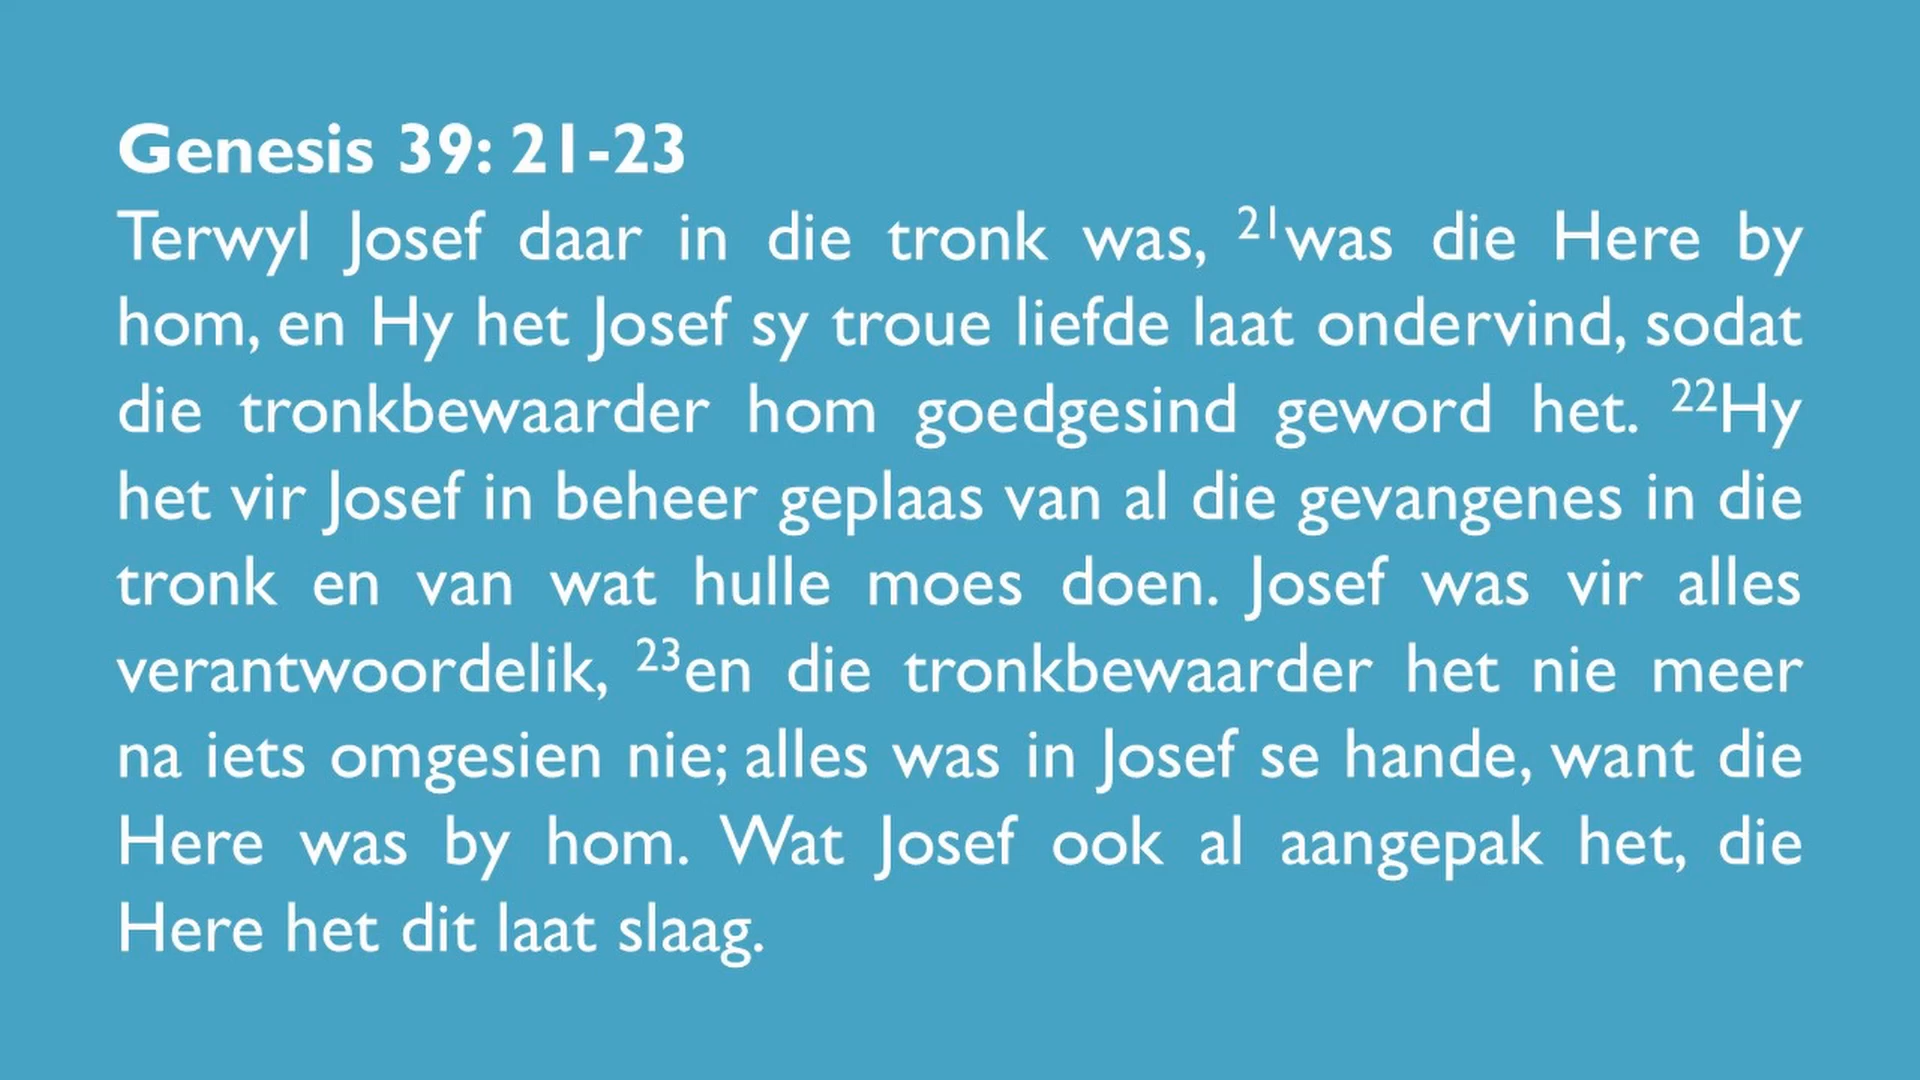 Genesis 39: 21-23
Terwyl Josef daar in die tronk was, ²¹was die Here by
hom, en Hy het Josef sy troue liefde laat ondervind, sodat
die tronkbewaarder hom goedgesind geword het. ²²Hy
het vir Josef in beheer geplaas van al die gevangenes in die
tronk en van wat hulle moes doen. Josef was vir alles
verantwoordelik, ²³en die tronkbewaarder het nie meer
na iets omgesien nie; alles was in Josef se hande, want die
Here was by hom. Wat Josef ook al aangepak het, die
Here het dit laat slaag.